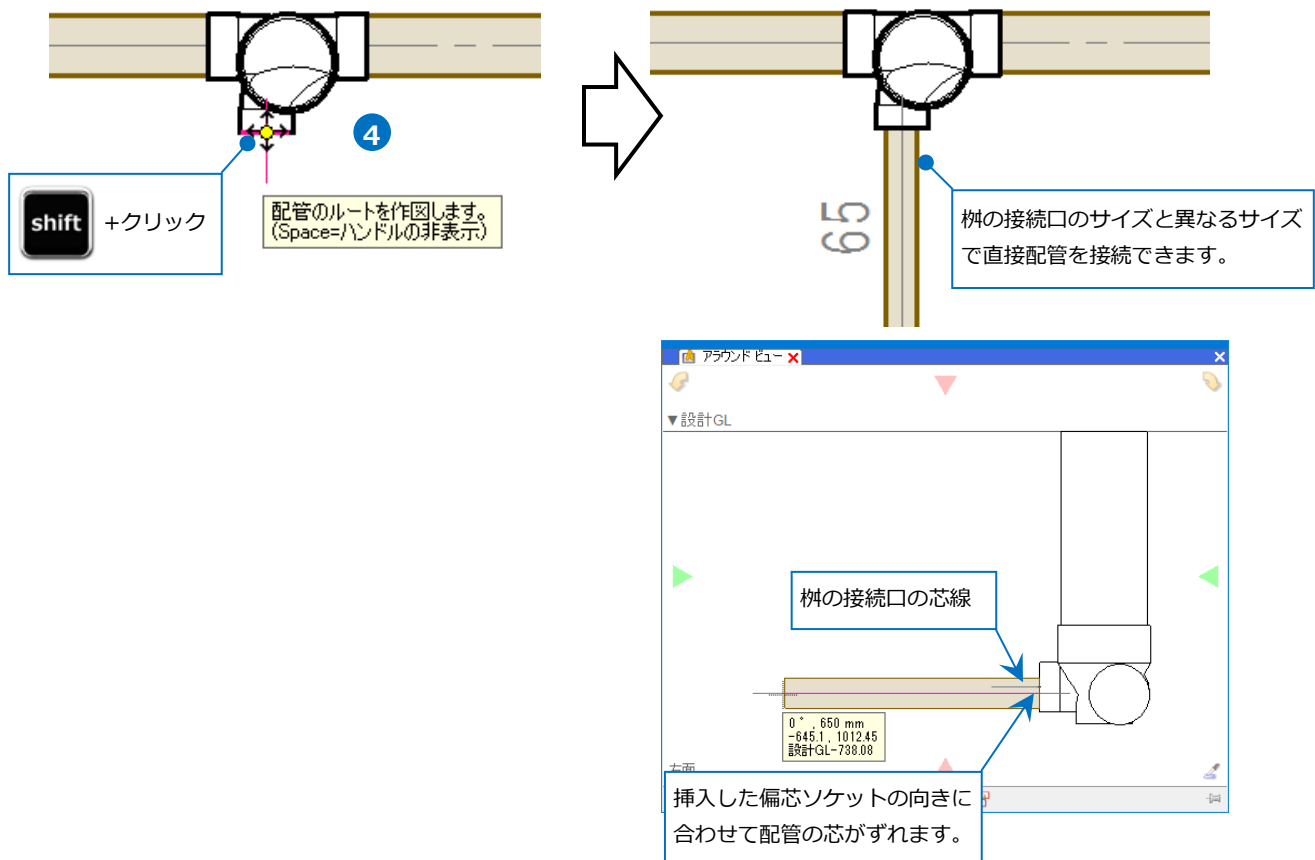 4
shift +クリック
配管のルートを作図します。
(Space=ハンドルの非表示)
65
桝の接続口のサイズと異なるサイズ
で直接配管を接続できます。
アラウンド ビュー
▼設計GL
桝の接続口の芯線
0 ° , 650 mm
-645.1 , 1012.45
設計GL-738.08
挿入した偏芯ソケットの向きに
合わせて配管の芯がずれます。